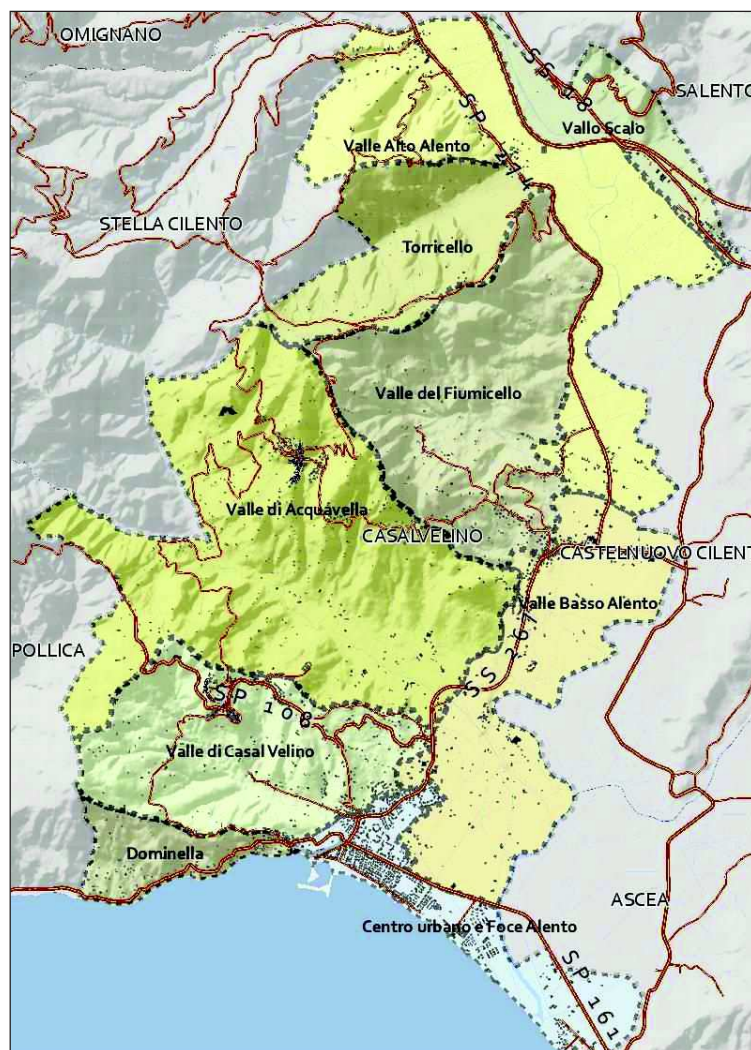 OMIGNANO
SS 18
SALENTO
SP 274
Vallo Scalo
Valle Alto Alento
STELLA CILENTO
Torricello
Valle del Fiumicello
Valle di Acquavella
CASALVELINO
CASTELNUOVO CILENT
Valle Basso Alento
SS 267
POLLICA
SP 108
Valle di Casal Velino
Dominella
ASCEA
Centro urbano e Foce Alento
SP 161